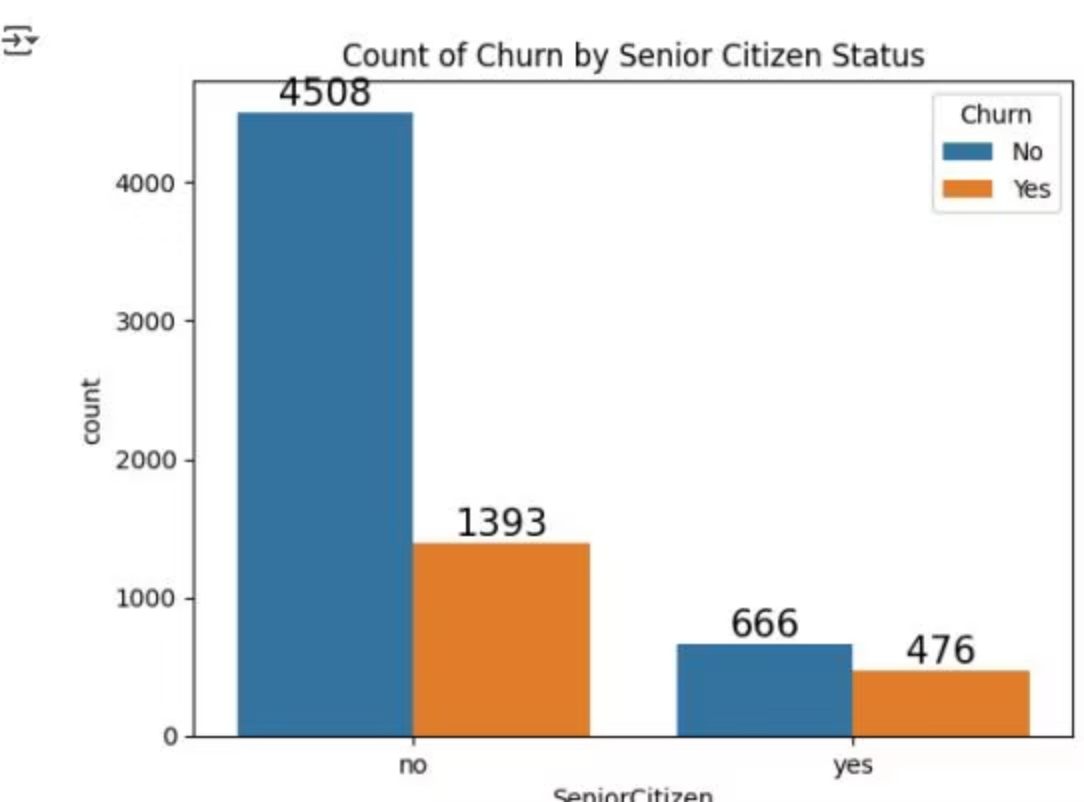 Count of Churn by Senior Citizen Status
4508
Churn
No
Yes
4000
3000
count
2000
1393
1000
666
476
0
no
yes
SeniorCitizen